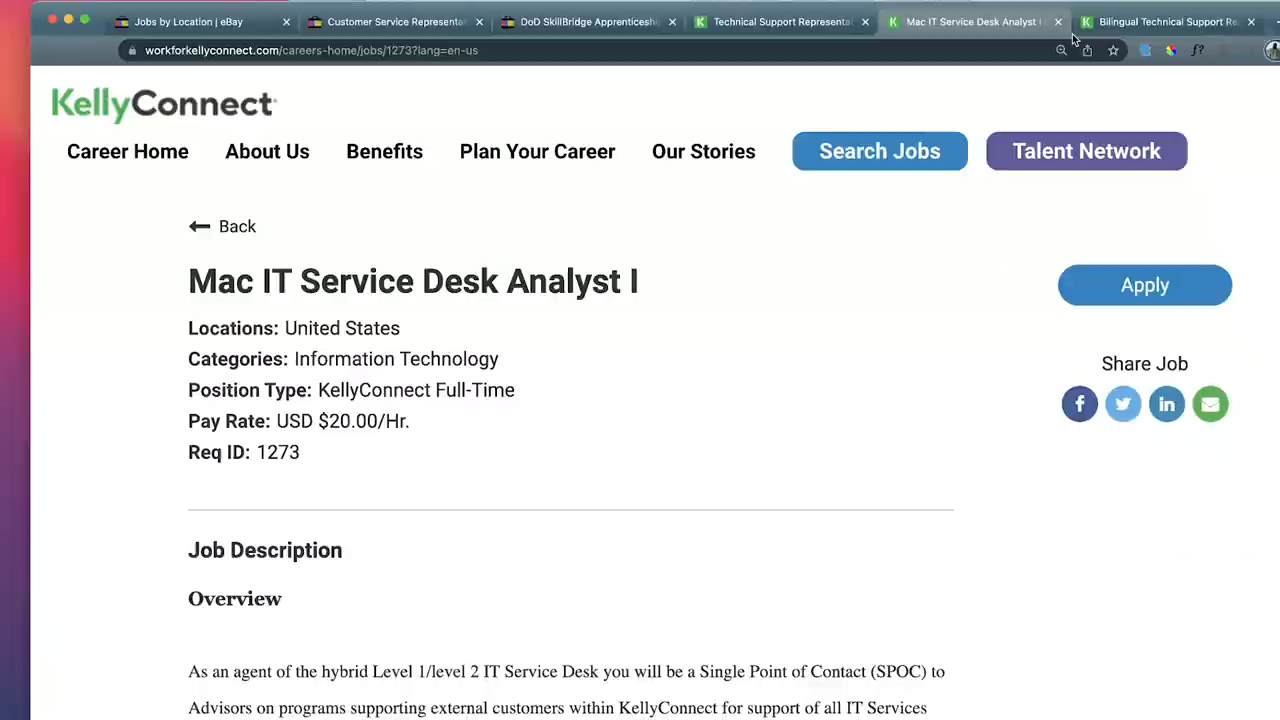 Jobs by Location | eBay
Customer Service Representa
DoD SkillBridge Apprenticeshi
Technical Support Representa
Mac IT Service Desk Analyst I
Bilingual Technical Support Re
workforkellyconnect.com/careers-home/jobs/1273?lang=en-us
f?
KellyConnect
Career Home
About Us
Benefits
Plan Your Career
Our Stories
Search Jobs
Talent Network
Back
Mac IT Service Desk Analyst I
Apply
Locations: United States
Categories: Information Technology
Position Type: KellyConnect Full-Time
Pay Rate: USD $20.00/Hr.
Req ID: 1273
Share Job
Job Description
Overview
As an agent of the hybrid Level 1/level 2 IT Service Desk you will be a Single Point of Contact (SPOC) to
Advisors on programs supporting external customers within KellyConnect for support of all IT Services